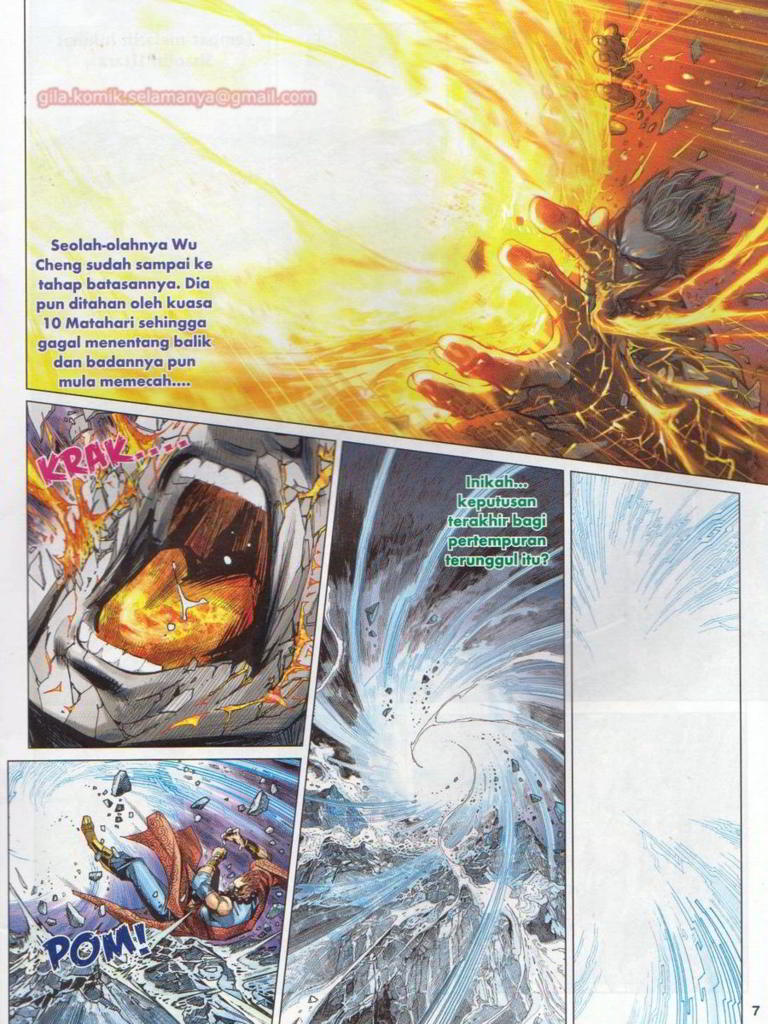 gila.komik.selamanya@gmail.com
Seolah-olahnya Wu
Cheng sudah sampai ke
tahap batasannya. Dia
pun ditahan oleh kuasa
10 Matahari sehingga
gagal menentang balik
dan badannya pun
mula memecah....
KRAK....
Inikah...
keputusan
terakhir bagi
pertempuran
terunggul itu?
POM!
7